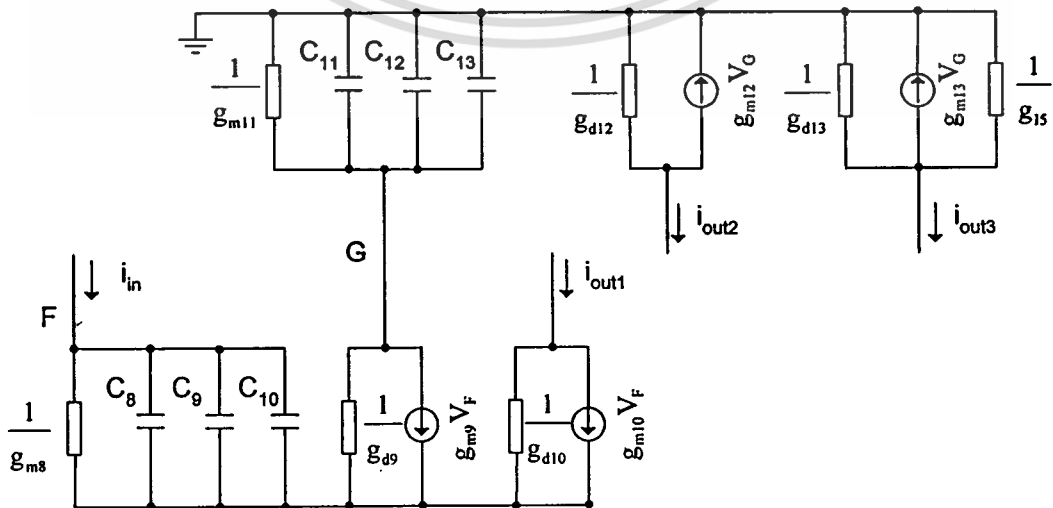 C11 C12 C13
1
gm11
1
gd12
gm12 VG
1
gd13
gm13 VG
1
g15
iout2
iout3
G
iin
iout1
F
C8 C9 C10
1
gm8
1
gd9
gm9 VF
1
gd10
gm10 VF